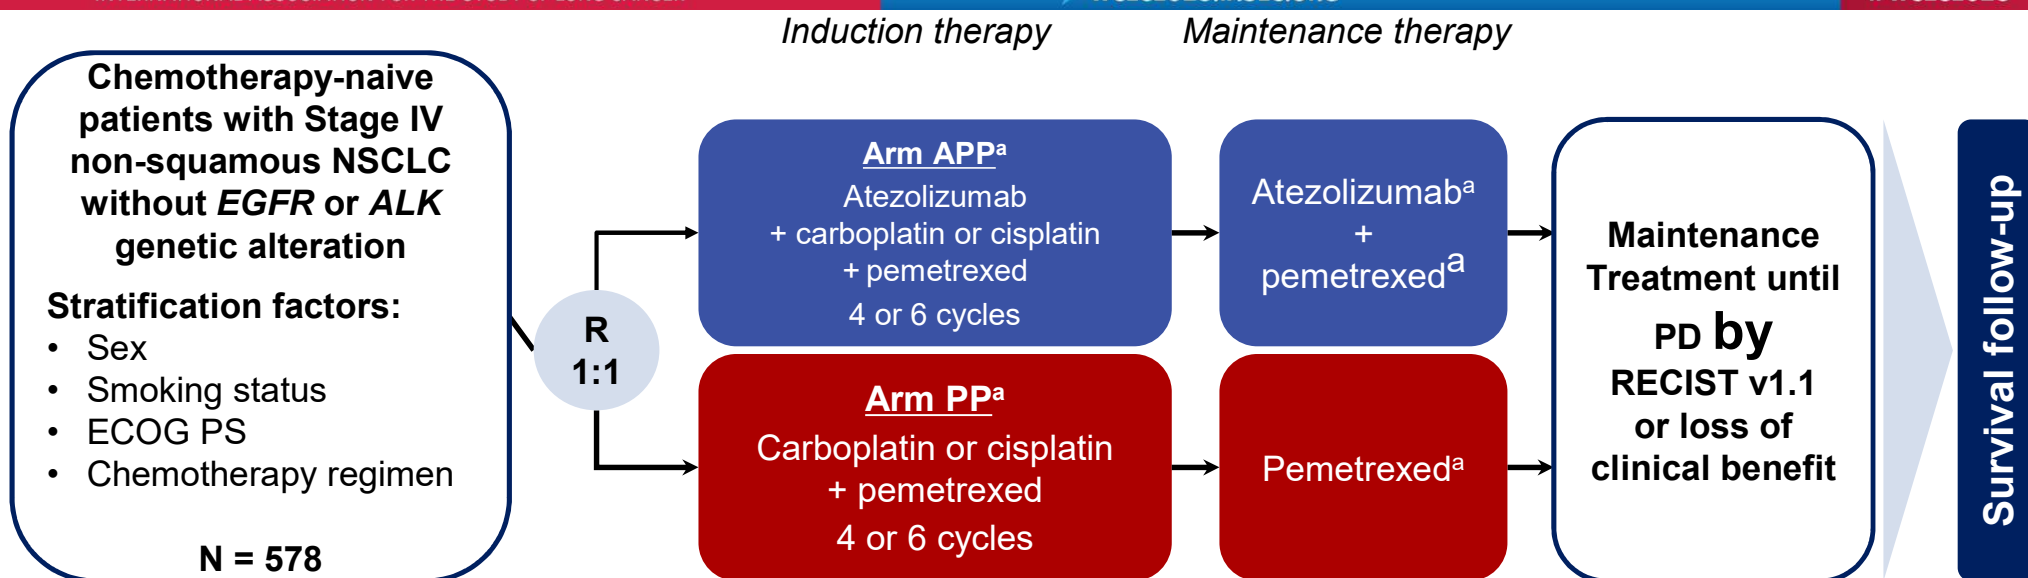 Induction therapy
Maintenance therapy
Chemotherapy-naive
patients with Stage IV
non-squamous NSCLC
without EGFR or ALK
genetic alteration
Stratification factors:
• Sex
• Smoking status
• ECOG PS
• Chemotherapy regimen
N = 578
R
1:1
Arm APPa
Atezolizumab
+ carboplatin or cisplatin
+ pemetrexed
4 or 6 cycles
Arm PPa
Carboplatin or cisplatin
+ pemetrexed
4 or 6 cycles
Atezolizumaba
+
pemetrexeda
Pemetrexeda
Maintenance
Treatment until
PD by
RECIST v1.1
or loss of
clinical benefit
Survival follow-up